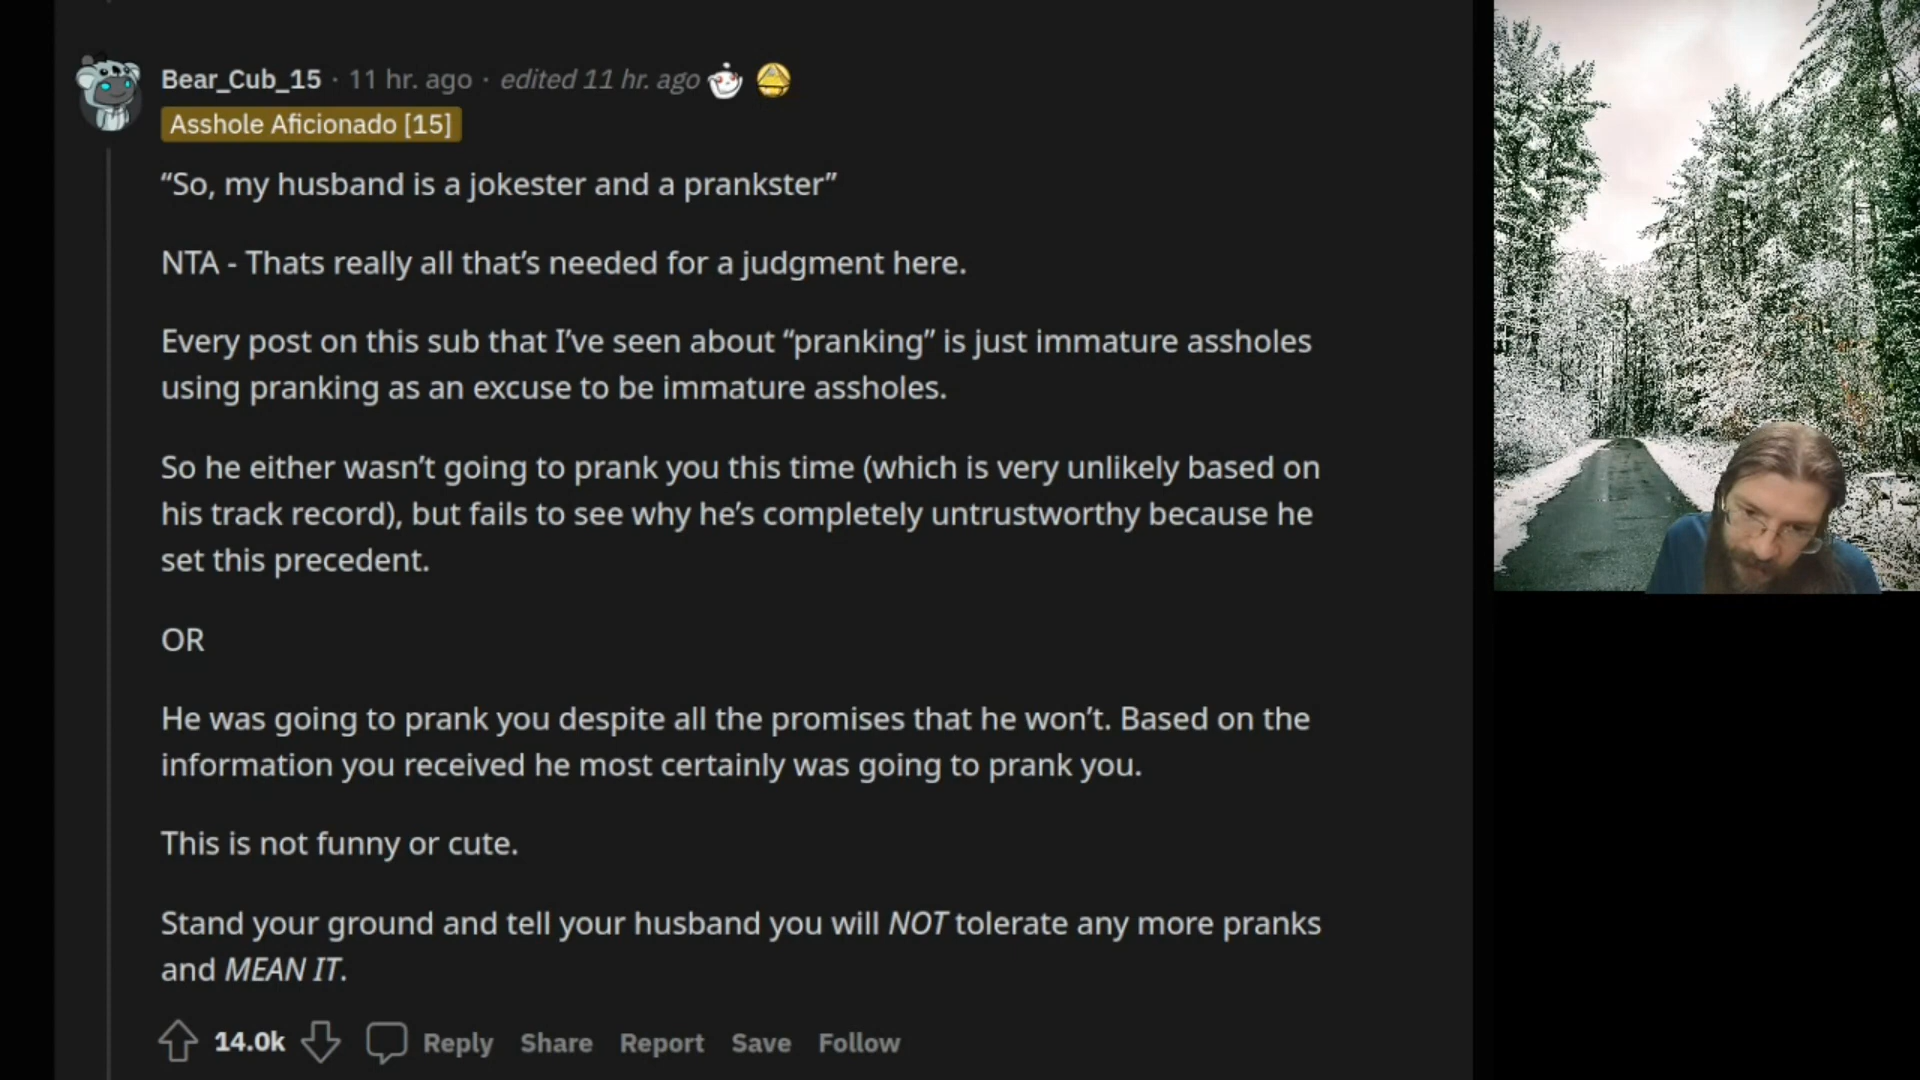 Bear_Cub_15 · 11 hr. ago · edited 11 hr. ago
Asshole Aficionado [15]
“So, my husband is a jokester and a prankster”
NTA - Thats really all that’s needed for a judgment here.
Every post on this sub that I’ve seen about “pranking” is just immature assholes
using pranking as an excuse to be immature assholes.
So he either wasn’t going to prank you this time (which is very unlikely based on
his track record), but fails to see why he’s completely untrustworthy because he
set this precedent.
OR
He was going to prank you despite all the promises that he won’t. Based on the
information you received he most certainly was going to prank you.
This is not funny or cute.
Stand your ground and tell your husband you will NOT tolerate any more pranks
and MEAN IT.
14.0k Reply Share Report Save Follow